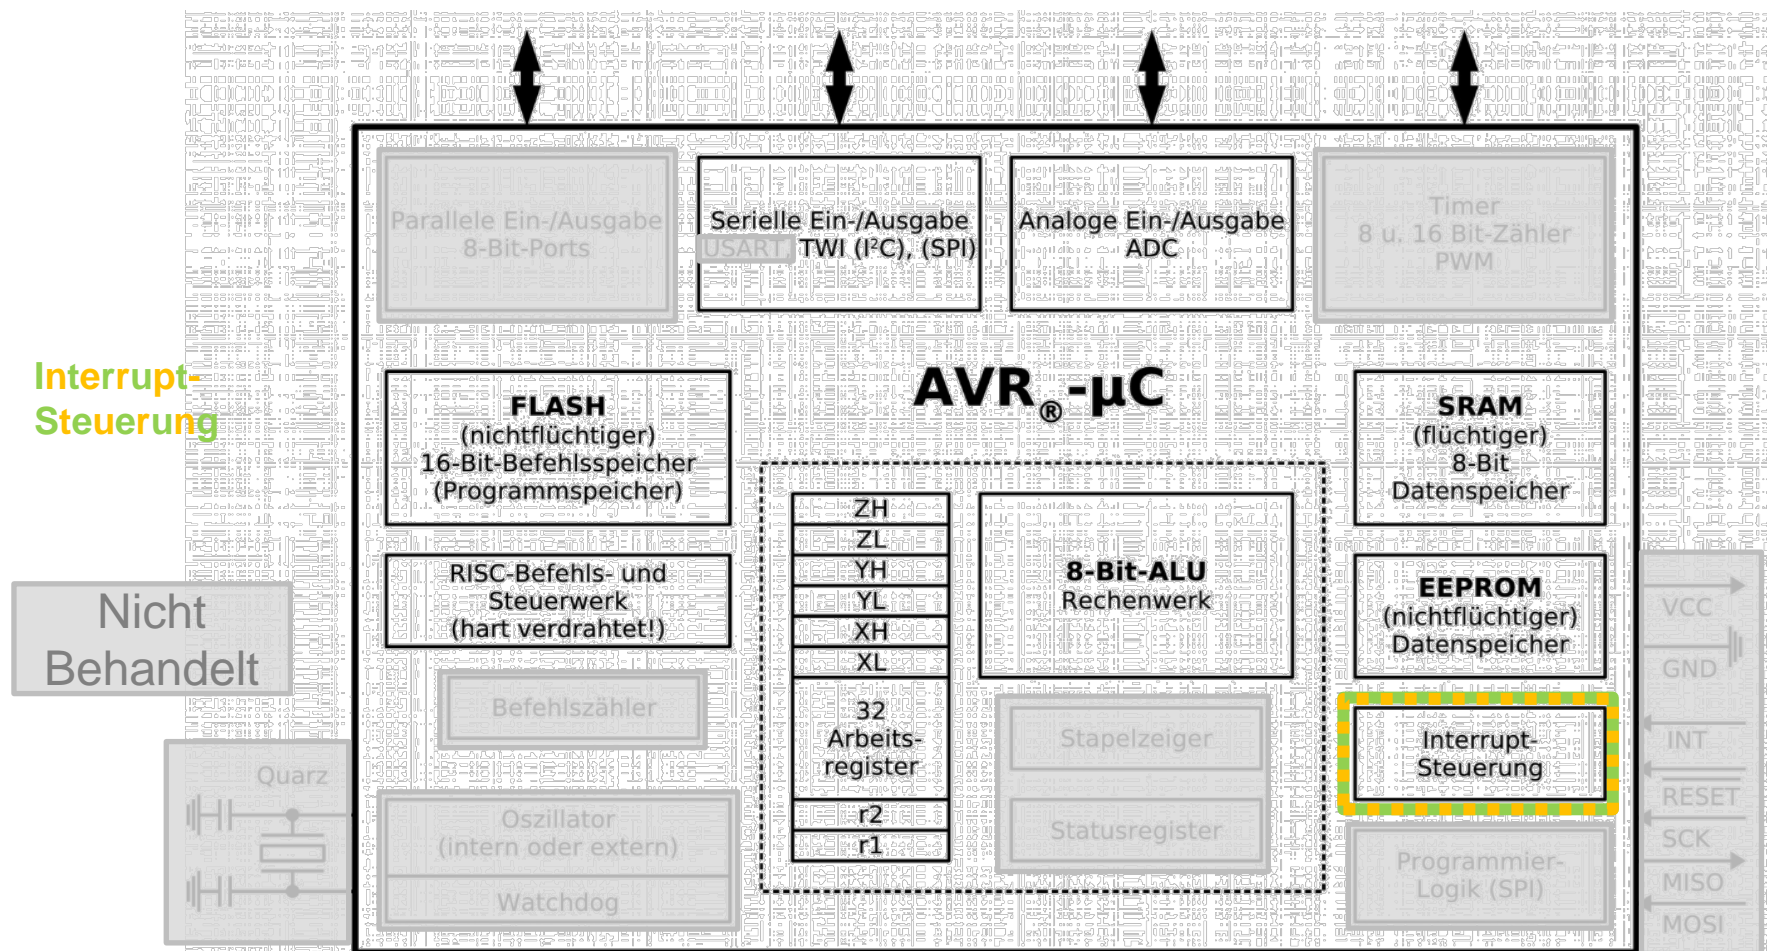 Parallele Ein-/Ausgabe
8-Bit-Ports
Serielle Ein-/Ausgabe
USART, TWI (I²C), (SPI)
Analoge Ein-/Ausgabe
ADC
Timer
8 u. 16 Bit-Zähler
PWM
Interrupt-
Steuerung
AVR®-µC
FLASH
(nichtflüchtiger)
16-Bit-Befehlsspeicher
(Programmspeicher)
SRAM
(flüchtiger)
8-Bit
Datenspeicher
RISC-Befehls- und
Steuerwerk
(hart verdrahtet!)
ZH
ZL
YH
YL
XH
XL
32
Arbeits-
register
r2
r1
8-Bit-ALU
Rechenwerk
EEPROM
(nichtflüchtiger)
Datenspeicher
Nicht
Behandelt
Befehlszähler
Stapelzeiger
Statusregister
Interrupt-
Steuerung
Quarz
Oszillator
(intern oder extern)
Watchdog
Programmier-
Logik (SPI)
VCC
GND
INT
RESET
SCK
MISO
MOSI